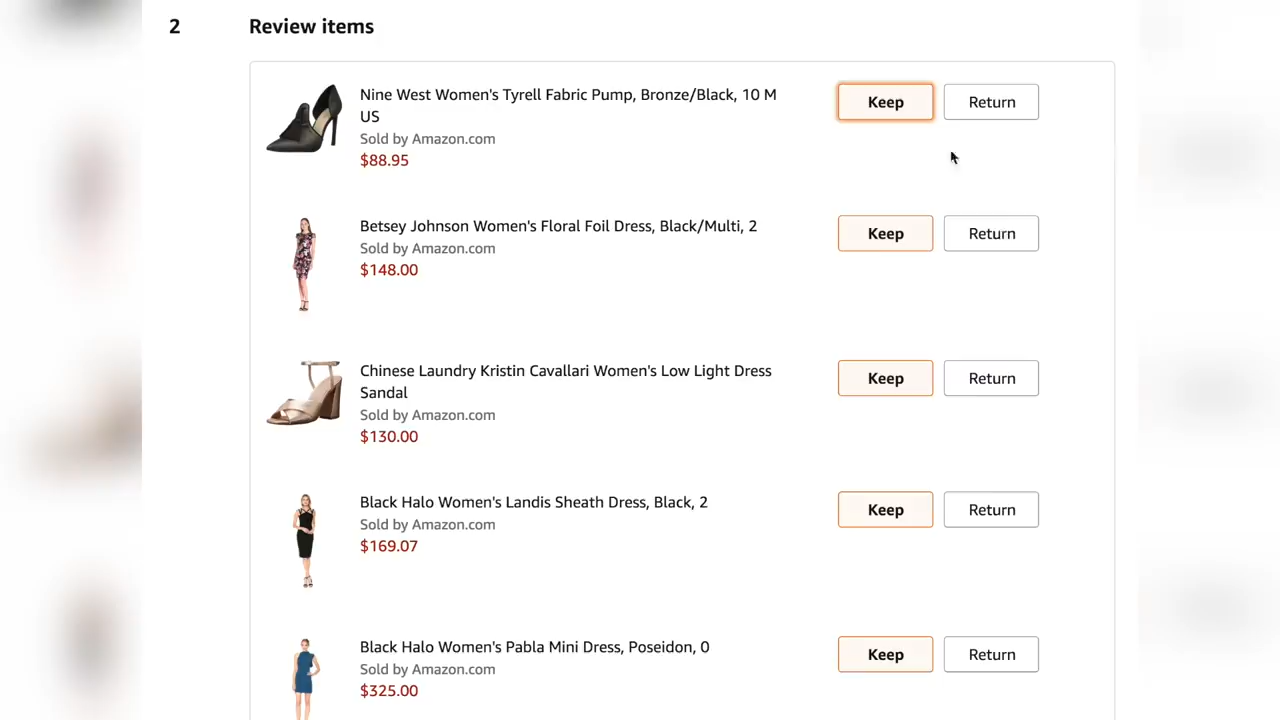 2
Review items
Nine West Women's Tyrell Fabric Pump, Bronze/Black, 10 M
US
Sold by Amazon.com
$88.95
Keep
Return
Betsey Johnson Women's Floral Foil Dress, Black/Multi, 2
Sold by Amazon.com
$148.00
Keep
Return
Chinese Laundry Kristin Cavallari Women's Low Light Dress
Sandal
Sold by Amazon.com
$130.00
Keep
Return
Black Halo Women's Landis Sheath Dress, Black, 2
Sold by Amazon.com
$169.07
Keep
Return
Black Halo Women's Pabla Mini Dress, Poseidon, 0
Sold by Amazon.com
$325.00
Keep
Return